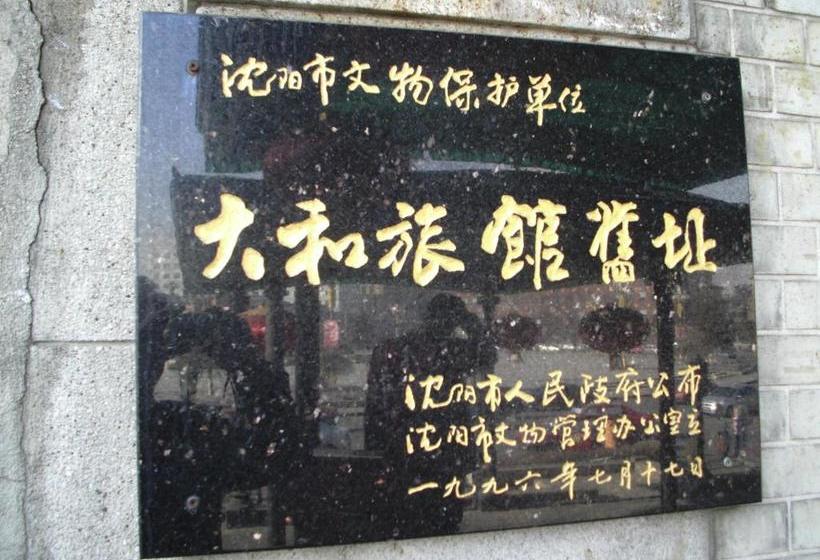 沈阳市文物保护单位
大和旅館舊址
沈阳市人民政府公布
沈阳市文物管理办公室立
一九九六年七月十七日